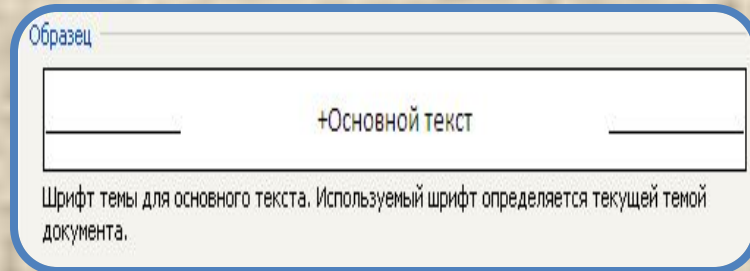 Образец
+Основной текст
Шрифт темы для основного текста. Используемый шрифт определяется текущей темой
документа.